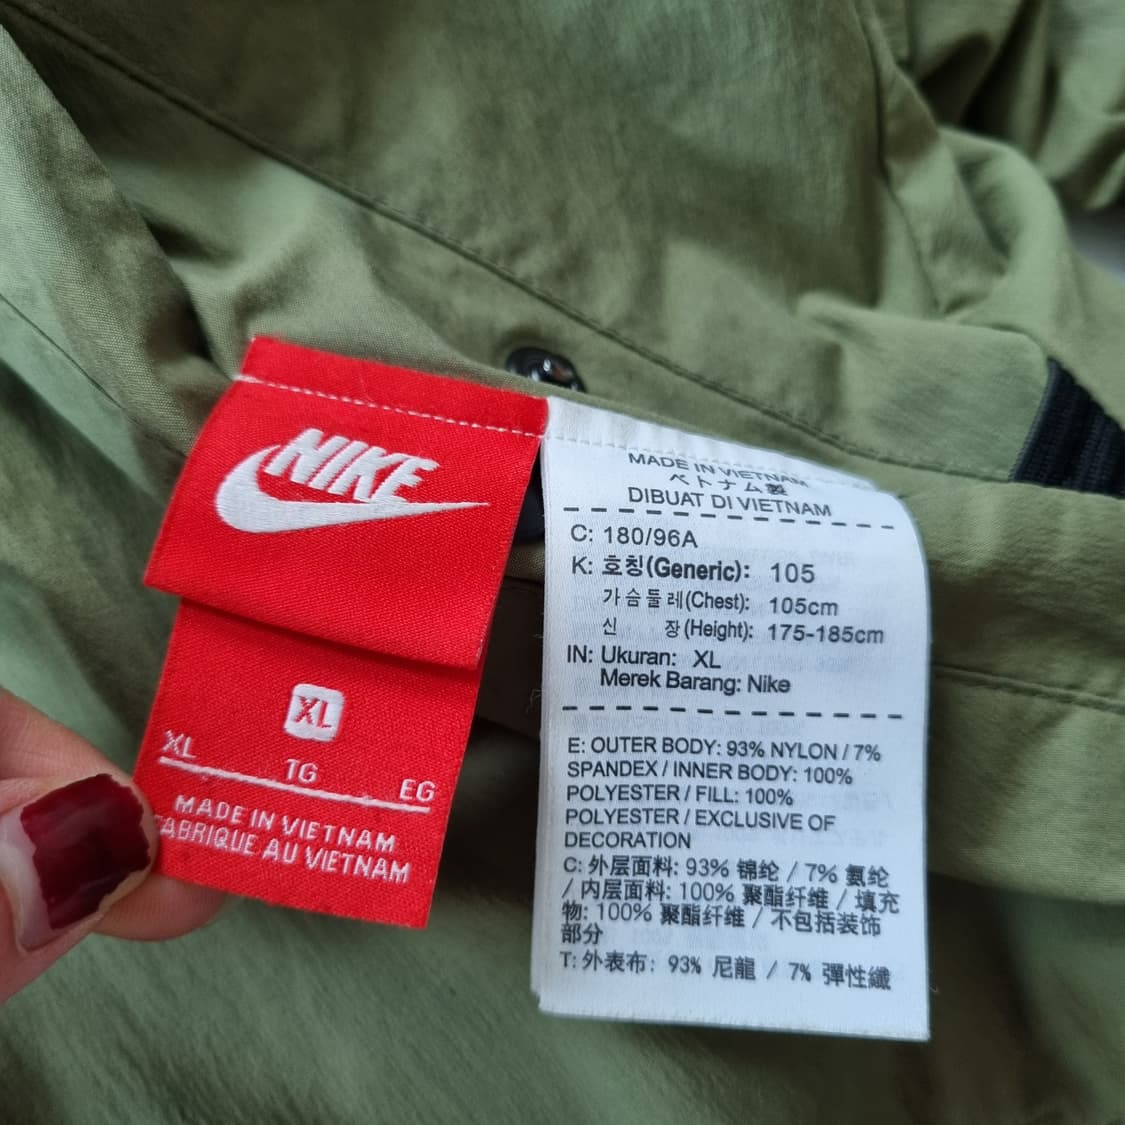 NIKE
XL
XL
TG
EG
MADE IN VIETNAM
FABRIQUE AU VIETNAM
MADE IN VIETNAM
ベトナム製
DIBUAT DI VIETNAM
C: 180/96A
K: 호칭(Generic): 105
가슴둘레(Chest): 105cm
신 장(Height): 175-185cm
IN: Ukuran: XL
Merek Barang: Nike
E: OUTER BODY: 93% NYLON / 7%
SPANDEX / INNER BODY: 100%
POLYESTER / FILL: 100%
POLYESTER / EXCLUSIVE OF
DECORATION
C: 外层面料: 93% 锦纶 / 7% 氨纶
/ 内层面料: 100% 聚酯纤维 / 填充
物: 100% 聚酯纤维 / 不包括装饰
部分
T: 外表布: 93% 尼龍 / 7% 彈性纖